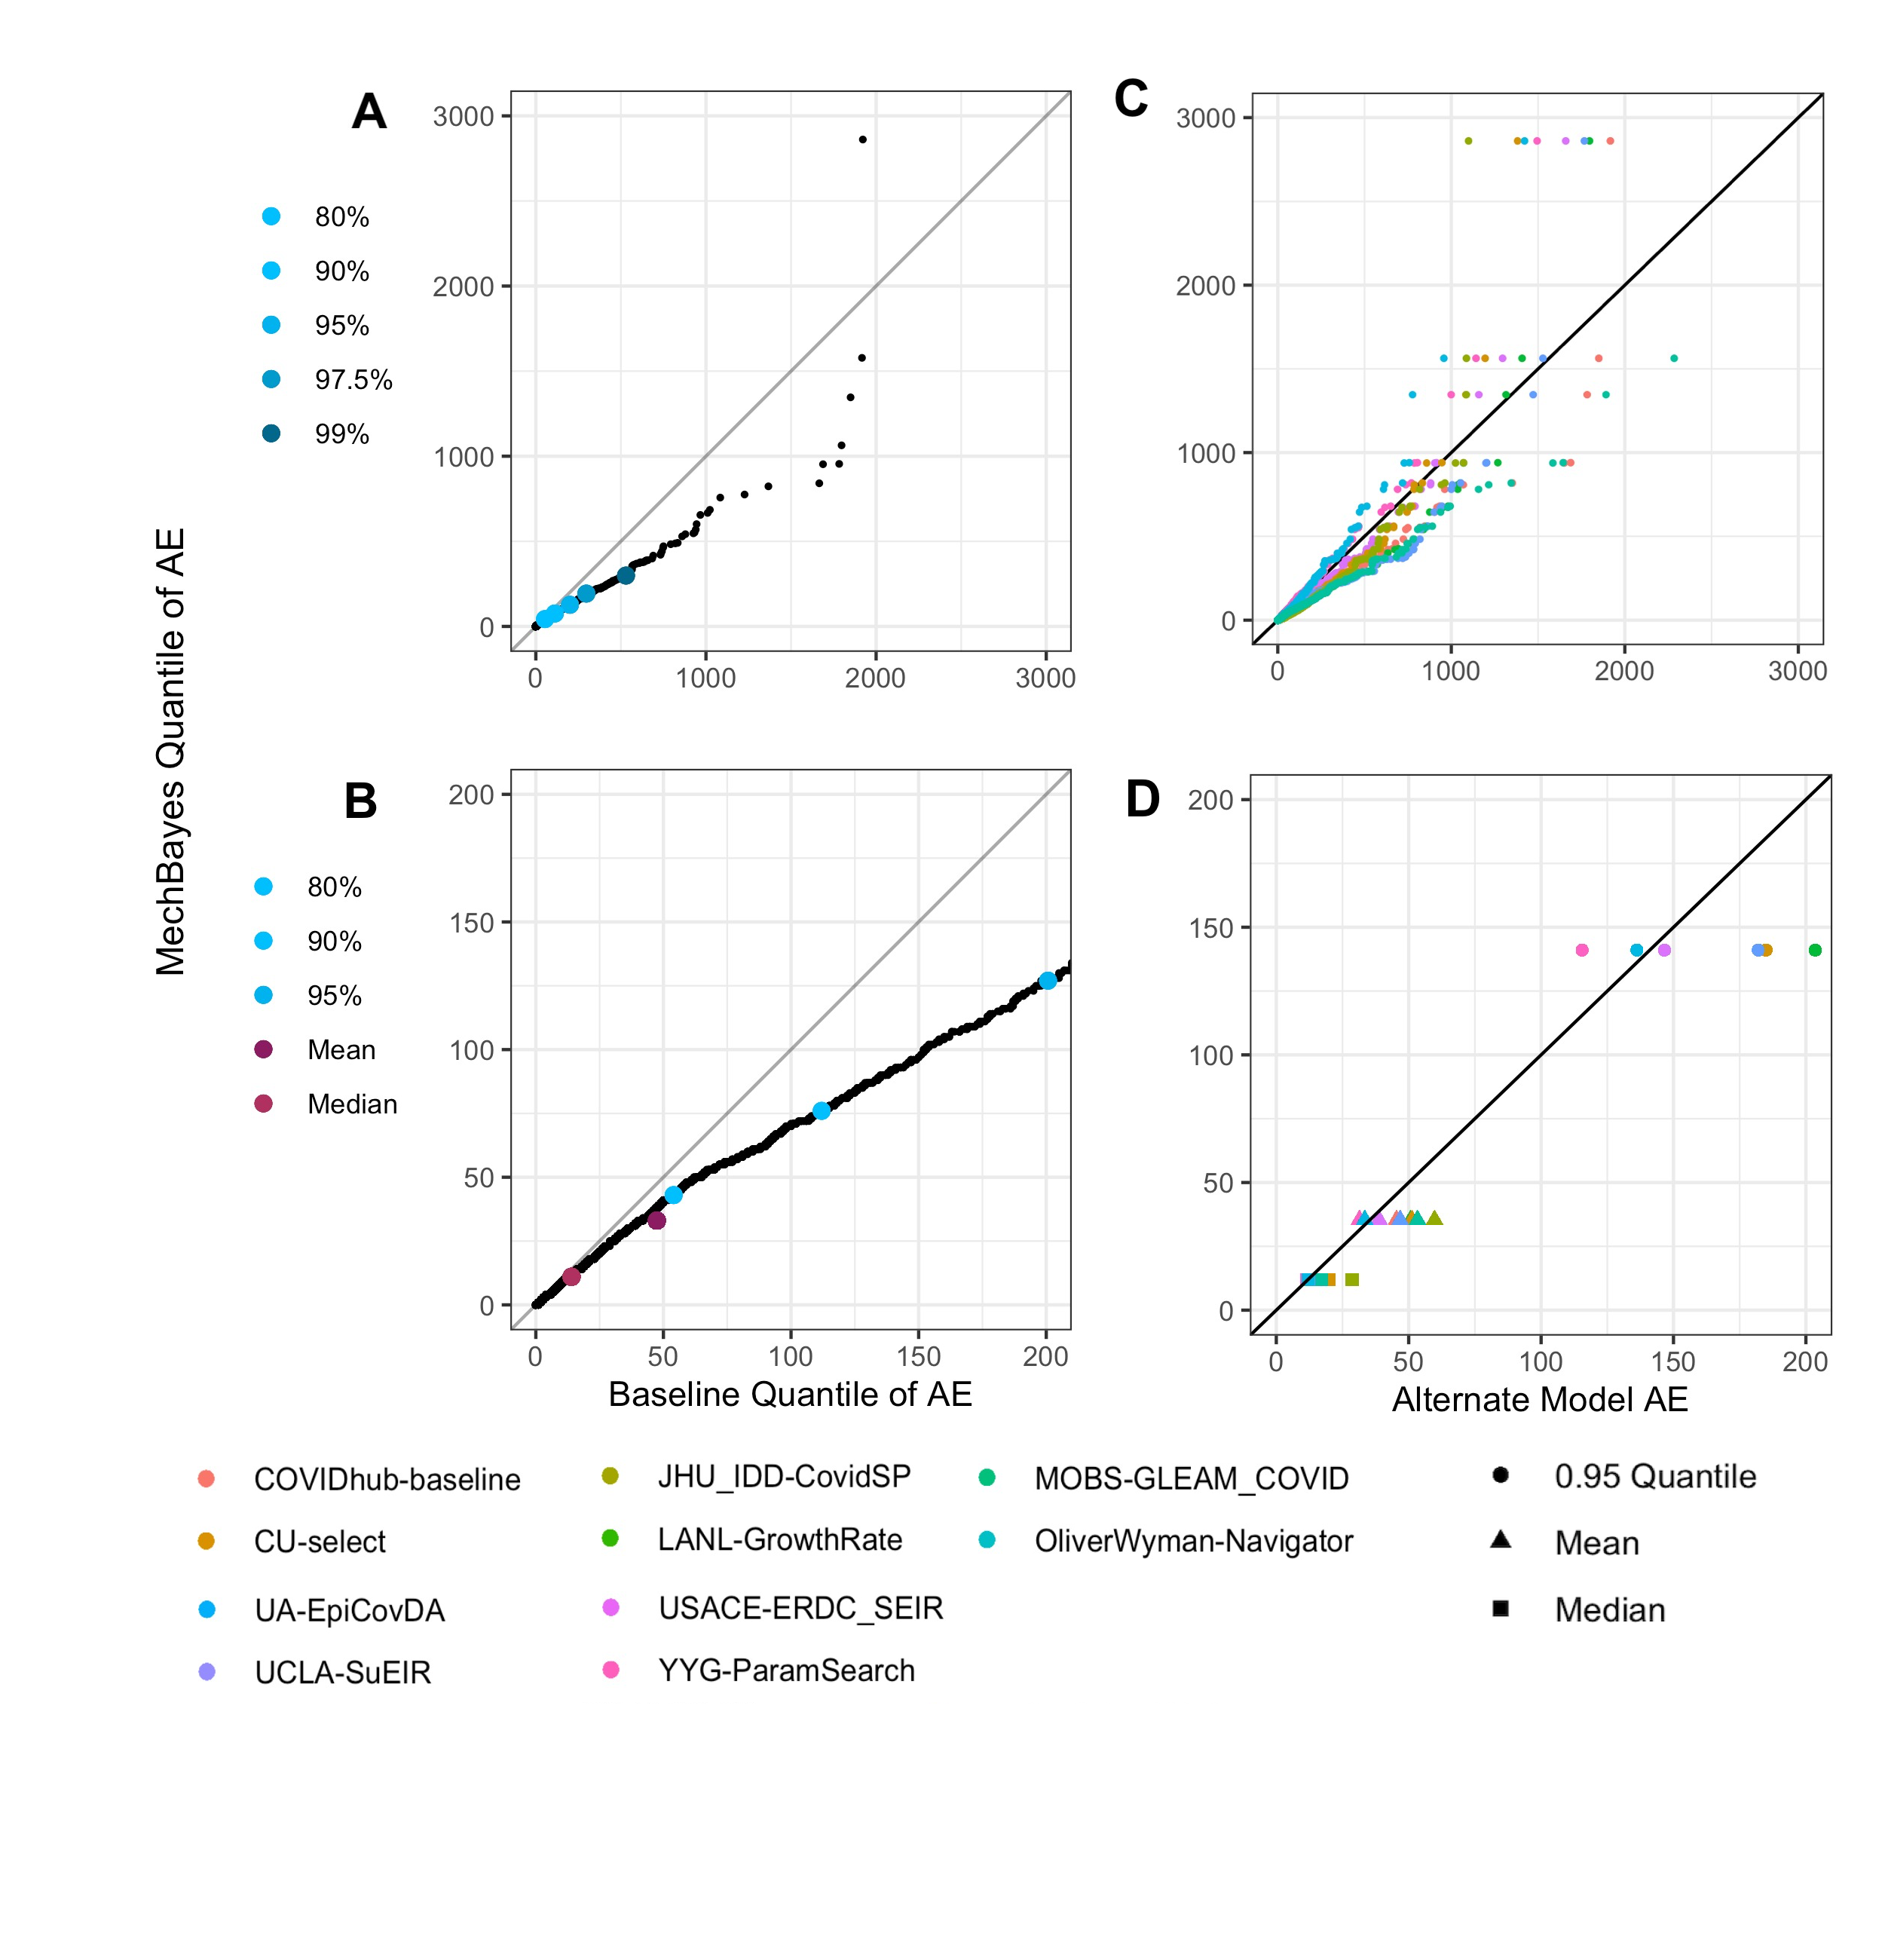 A
3000
2000
1000
0
0 1000 2000 3000
80%
90%
95%
97.5%
99%
C
3000
2000
1000
0
0 1000 2000 3000
MechBayes Quantile of AE
B
200
150
100
50
0
0 50 100 150 200
Baseline Quantile of AE
80%
90%
95%
Mean
Median
D
200
150
100
50
0
0 50 100 150 200
Alternate Model AE
COVIDhub-baseline
CU-select
UA-EpiCovDA
UCLA-SuEIR
JHU_IDD-CovidSP
LANL-GrowthRate
USACE-ERDC_SEIR
YYG-ParamSearch
MOBS-GLEAM_COVID
OliverWyman-Navigator
0.95 Quantile
Mean
Median